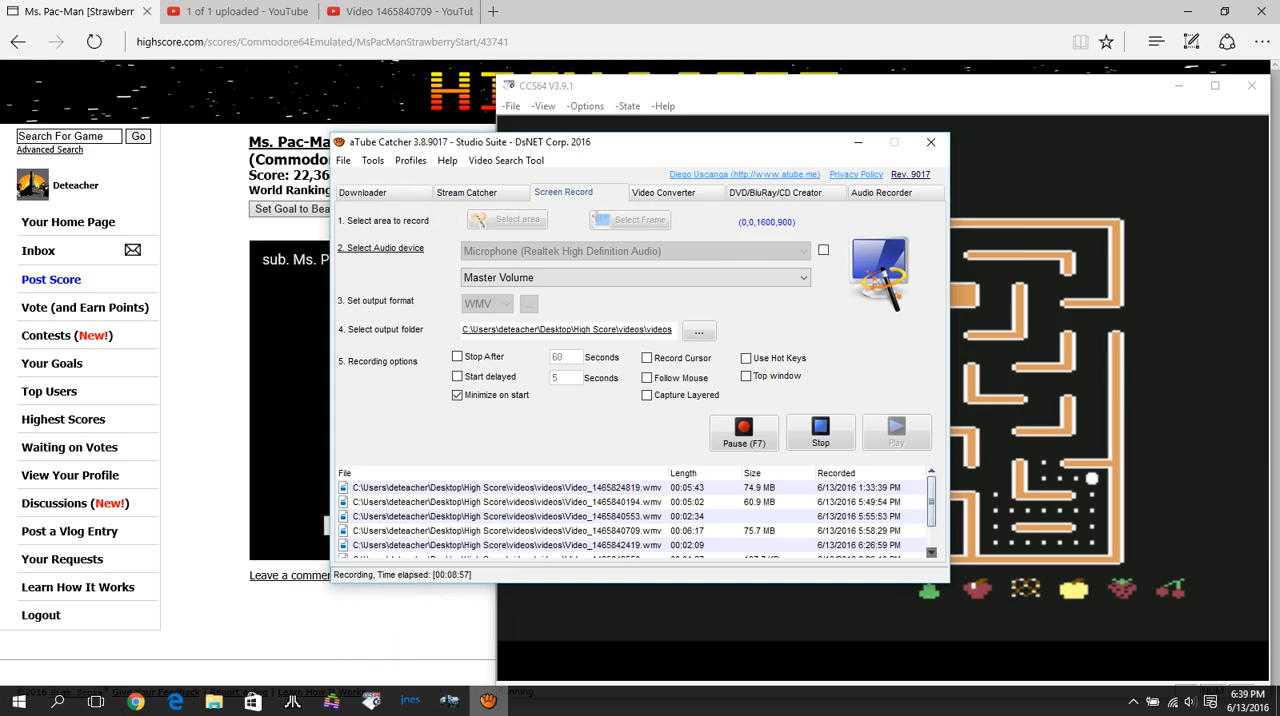 Ms. Pac-Man [Strawberr
1 of 1 uploaded - YouTube
Video 1465840709 - YouTub
highscore.com/scores/Commodore64Emulated/MsPacManStrawberryStart/43741
CCS64 V3.9.1
-File -View -Options -State -Help
Search For Game Go
Advanced Search
Deteacher
Your Home Page
Inbox
Post Score
Vote (and Earn Points)
Contests (New!)
Your Goals
Top Users
Highest Scores
Waiting on Votes
View Your Profile
Discussions (New!)
Post a Vlog Entry
Your Requests
Learn How It Works
Logout
Ms. Pac-Ma
(Commodor
Score: 22,36
World Ranking
Set Goal to Bea
sub. Ms. P
Leave a comme
aTube Catcher 3.8.9017 - Studio Suite - DsNET Corp. 2016
File Tools Profiles Help Video Search Tool
Diego Uscanga (http://www.atube.me) Privacy Policy Rev. 9017
Downloader Stream Catcher Screen Record Video Converter DVD/BluRay/CD Creator Audio Recorder
1. Select area to record Select area Select Frame (0,0,1600,900)
2. Select Audio device Microphone (Realtek High Definition Audio)
Master Volume
3. Set output format WMV ...
4. Select output folder C:\Users\deteacher\Desktop\High Score\videos\videos ...
5. Recording options
Stop After 60 Seconds Record Cursor Use Hot Keys
Start delayed 5 Seconds Follow Mouse Top window
Minimize on start Capture Layered
Pause (F7) Stop Play
File Length Size Recorded
C:\Users\deteacher\Desktop\High Score\videos\videos\Video_1465824819.wmv 00:05:43 74.9 MB 6/13/2016 1:33:39 PM
C:\Users\deteacher\Desktop\High Score\videos\videos\Video_1465840194.wmv 00:05:02 60.9 MB 6/13/2016 5:49:54 PM
C:\Users\deteacher\Desktop\High Score\videos\videos\Video_1465840553.wmv 00:02:34 6/13/2016 5:55:53 PM
C:\Users\deteacher\Desktop\High Score\videos\videos\Video_1465840709.wmv 00:06:17 75.7 MB 6/13/2016 5:58:29 PM
C:\Users\deteacher\Desktop\High Score\videos\videos\Video_1465842419.wmv 00:02:09 6/13/2016 6:26:59 PM
Recording, Time elapsed: [00:08:57]
©2016 High Score Give Your Feedback | Learn How It
jnes
6:39 PM
6/13/2016